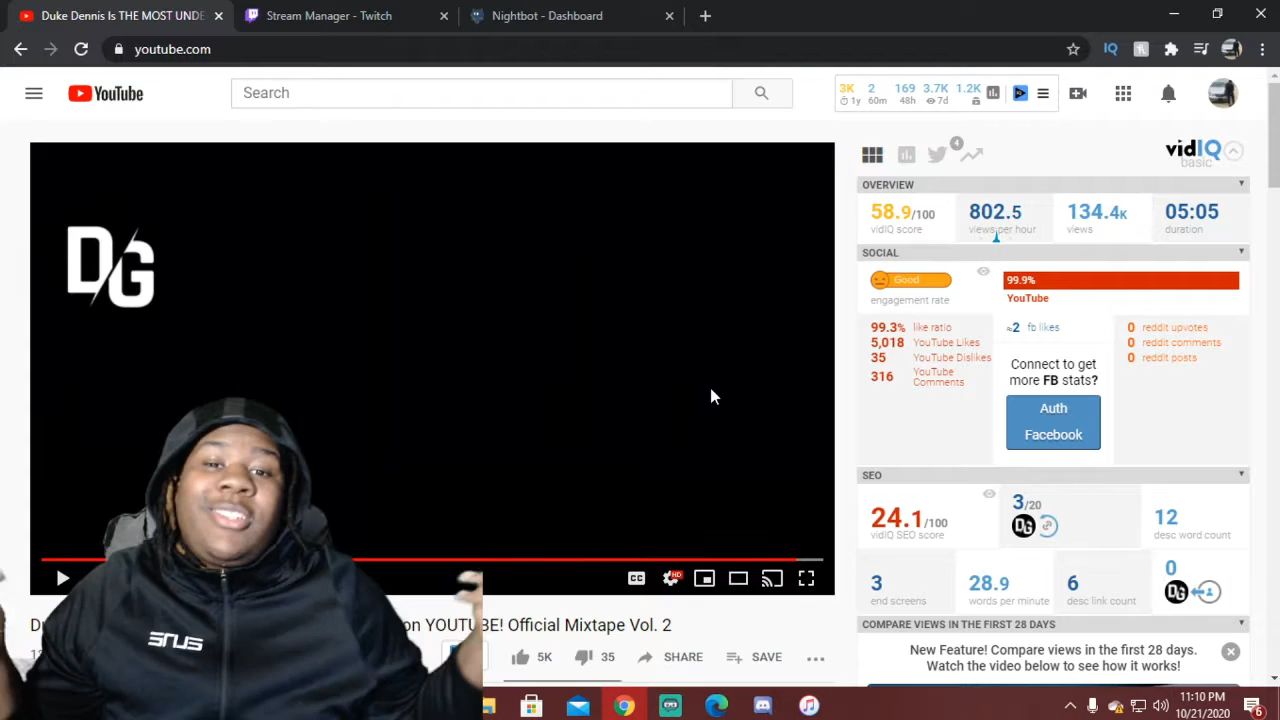 Duke Dennis Is THE MOST UNDE
Stream Manager - Twitch
Nightbot - Dashboard
youtube.com
IQ
YouTube
Search
3K 2 169 3.7K 1.2K
1y 60m 48h 7d
DG
4
vidIQ
basic
OVERVIEW
58.9/100 802.5 134.4K 05:05
vidIQ score views per hour views duration
SOCIAL
Good
engagement rate
99.9%
YouTube
99.3% like ratio
5,018 YouTube Likes
35 YouTube Dislikes
316 YouTube Comments
≈2 fb likes
Connect to get
more FB stats?
Auth
Facebook
0 reddit upvotes
0 reddit comments
0 reddit posts
SEO
24.1/100
vidIQ SEO score
3/20
DG
12
desc word count
3
end screens
28.9
words per minute
6
desc link count
0
DG
COMPARE VIEWS IN THE FIRST 28 DAYS
New Feature! Compare views in the first 28 days.
Watch the video below to see how it works!
CC
HD
on YOUTUBE! Official Mixtape Vol. 2
5K 35 SHARE SAVE
11:10 PM
10/21/2020
6